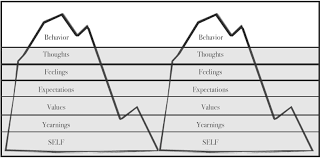 Behavior Behavior
Thoughts Thoughts
Feelings Feelings
Expectations Expectations
Values Values
Yearnings Yearnings
SELF SELF